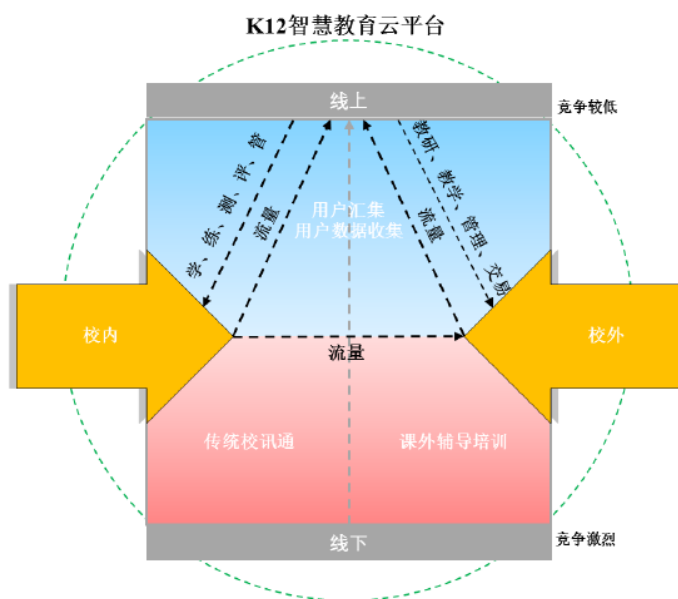 K12智慧教育云平台
线上
竞争较低
学、练、测、评、管
流量
用户汇集
用户数据收集
流量
教研、教学、管理、交易
校内
流量
校外
传统校讯通
课外辅导培训
线下
竞争激烈